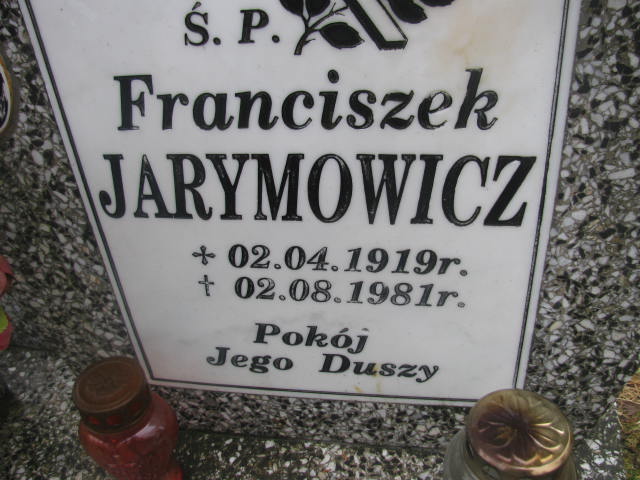 Ś. P.
Franciszek
JARYMOWICZ
✢ 02.04.1919r.
† 02.08.1981r.
Pokój
Jego Duszy